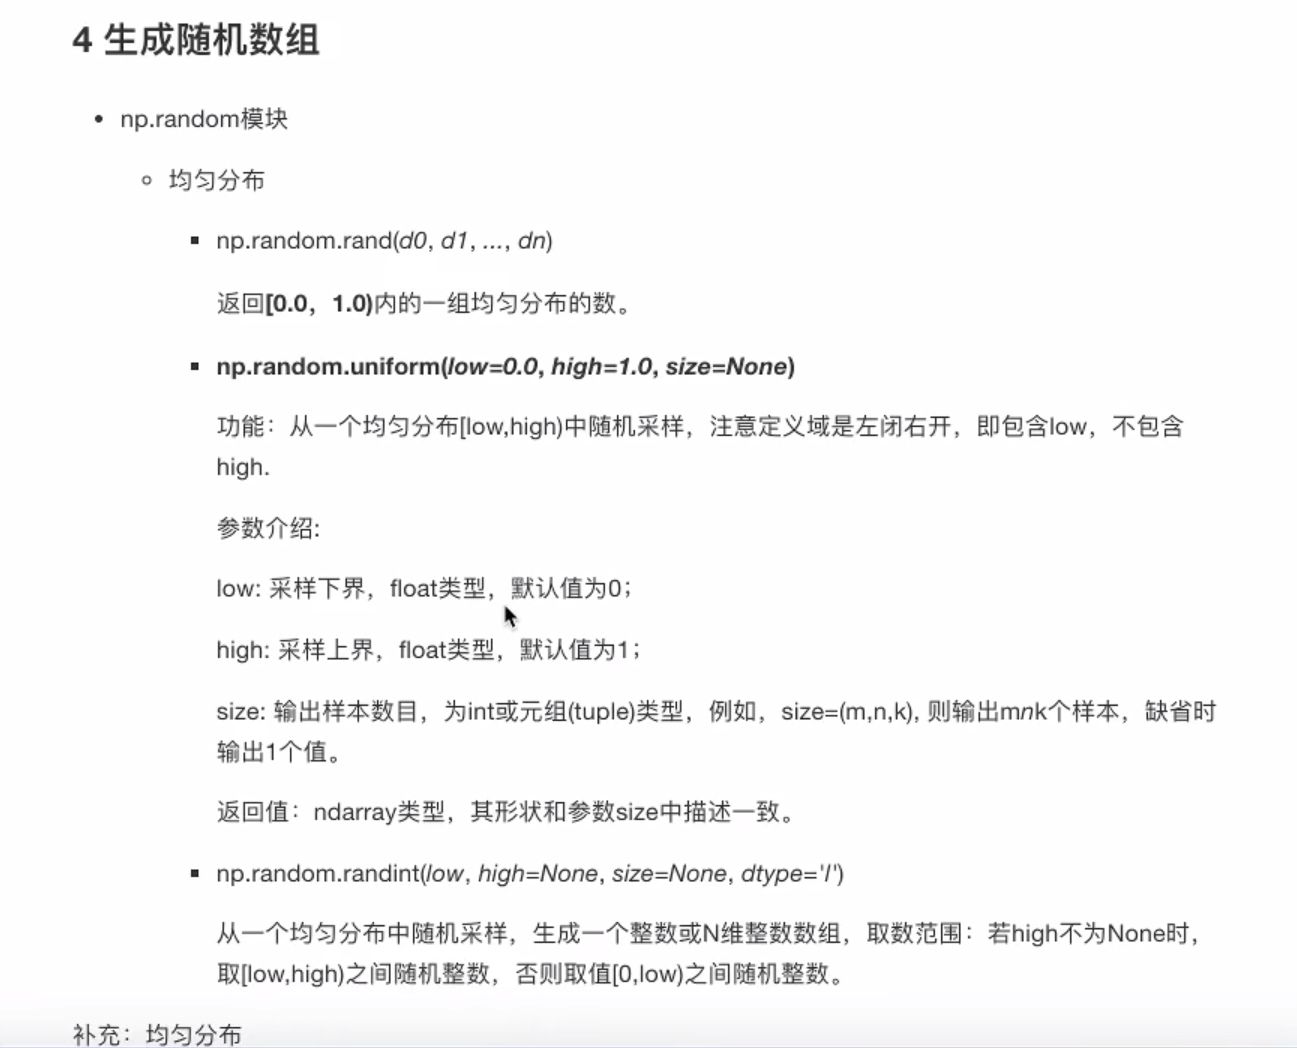 4 生成随机数组
np.random模块
均匀分布
np.random.rand(d0, d1, ..., dn)
返回[0.0，1.0)内的一组均匀分布的数。
np.random.uniform(low=0.0, high=1.0, size=None)
功能：从一个均匀分布[low,high)中随机采样，注意定义域是左闭右开，即包含low，不包含
high.
参数介绍:
low: 采样下界，float类型，默认值为0；
high: 采样上界，float类型，默认值为1；
size: 输出样本数目，为int或元组(tuple)类型，例如，size=(m,n,k), 则输出mnk个样本，缺省时
输出1个值。
返回值：ndarray类型，其形状和参数size中描述一致。
np.random.randint(low, high=None, size=None, dtype='l')
从一个均匀分布中随机采样，生成一个整数或N维整数数组，取数范围：若high不为None时，
取[low,high)之间随机整数，否则取值[0,low)之间随机整数。
补充：均匀分布